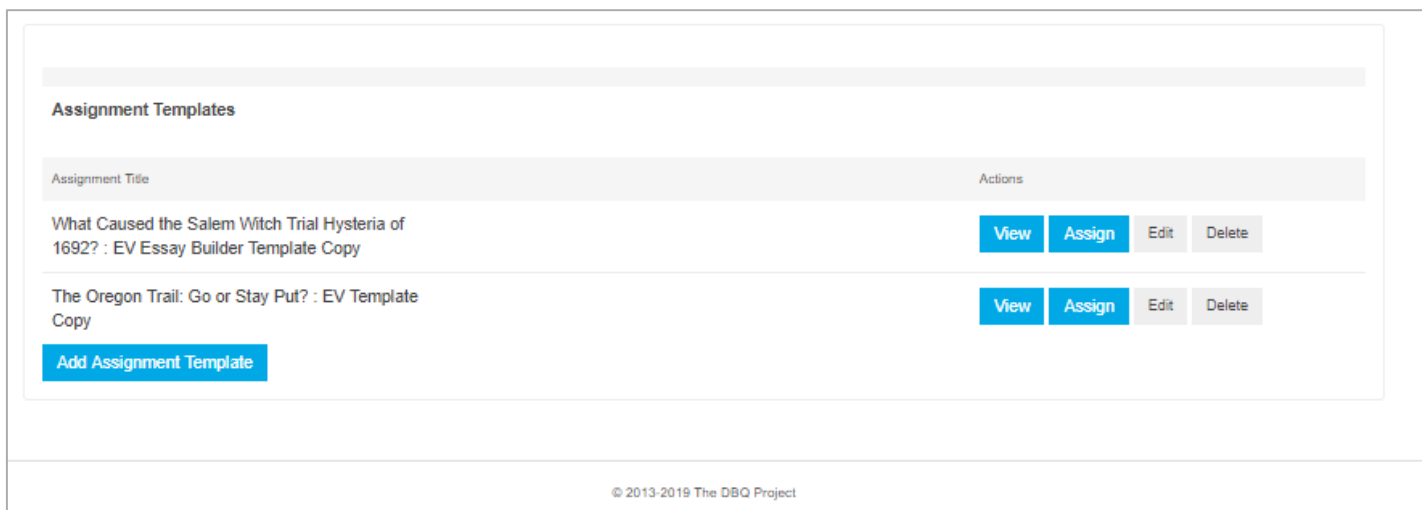 Assignment Templates
Assignment Title
Actions
What Caused the Salem Witch Trial Hysteria of
1692? : EV Essay Builder Template Copy
View Assign Edit Delete
The Oregon Trail: Go or Stay Put? : EV Template
Copy
View Assign Edit Delete
Add Assignment Template
© 2013-2019 The DBQ Project